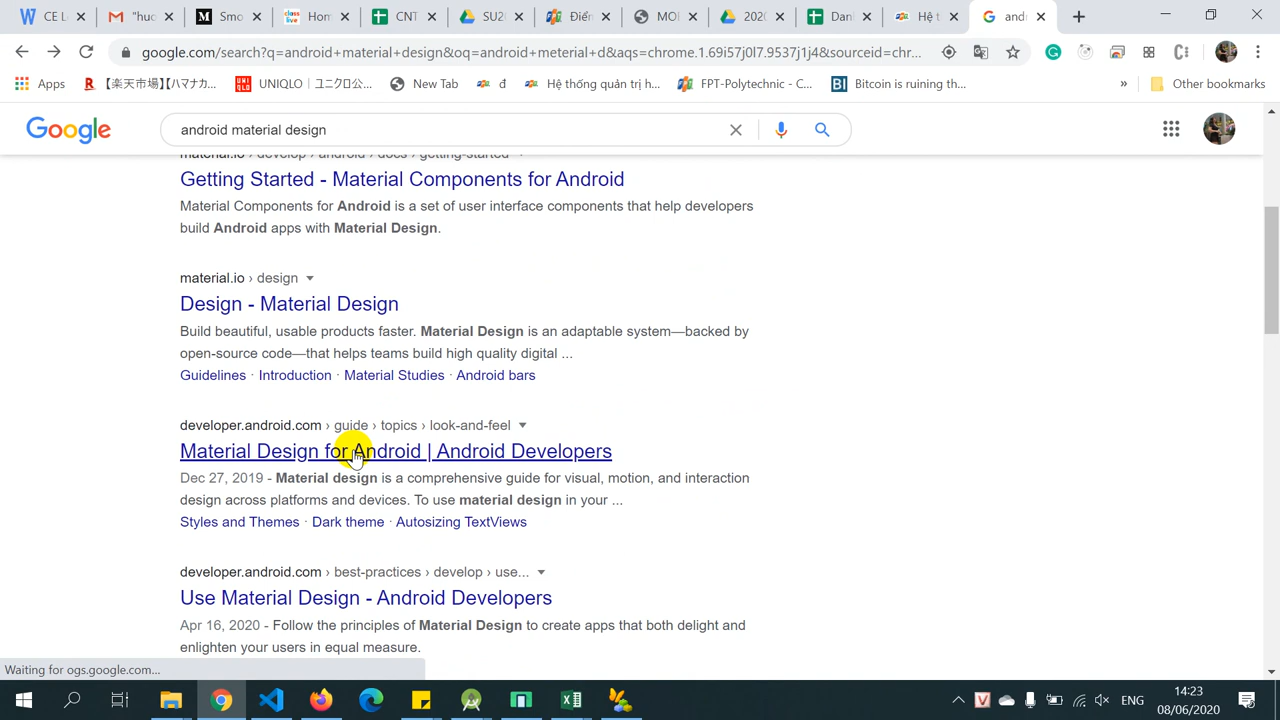 CE L
"huc
Smo
class live
Hom
CNT
SU20
Điển
MOI
2020
Danl
Hệ t
andr
google.com/search?q=android+material+design&oq=android+meterial+d&aqs=chrome.1.69i57j0l7.9537j1j4&sourceid=chr...
Apps
【楽天市場】【ハマナカ...
UNIQLO｜ユニクロ公...
New Tab
đ
Hệ thống quản trị h...
FPT-Polytechnic - C...
Bitcoin is ruining th...
»
Other bookmarks
Google
android material design
material.io › develop › android › docs › getting-started
Getting Started - Material Components for Android
Material Components for Android is a set of user interface components that help developers
build Android apps with Material Design.
material.io › design
Design - Material Design
Build beautiful, usable products faster. Material Design is an adaptable system—backed by
open-source code—that helps teams build high quality digital ...
Guidelines · Introduction · Material Studies · Android bars
developer.android.com › guide › topics › look-and-feel
Material Design for Android | Android Developers
Dec 27, 2019 - Material design is a comprehensive guide for visual, motion, and interaction
design across platforms and devices. To use material design in your ...
Styles and Themes · Dark theme · Autosizing TextViews
developer.android.com › best-practices › develop › use...
Use Material Design - Android Developers
Apr 16, 2020 - Follow the principles of Material Design to create apps that both delight and
enlighten your users in equal measure.
Waiting for ogs.google.com...
ENG
14:23
08/06/2020